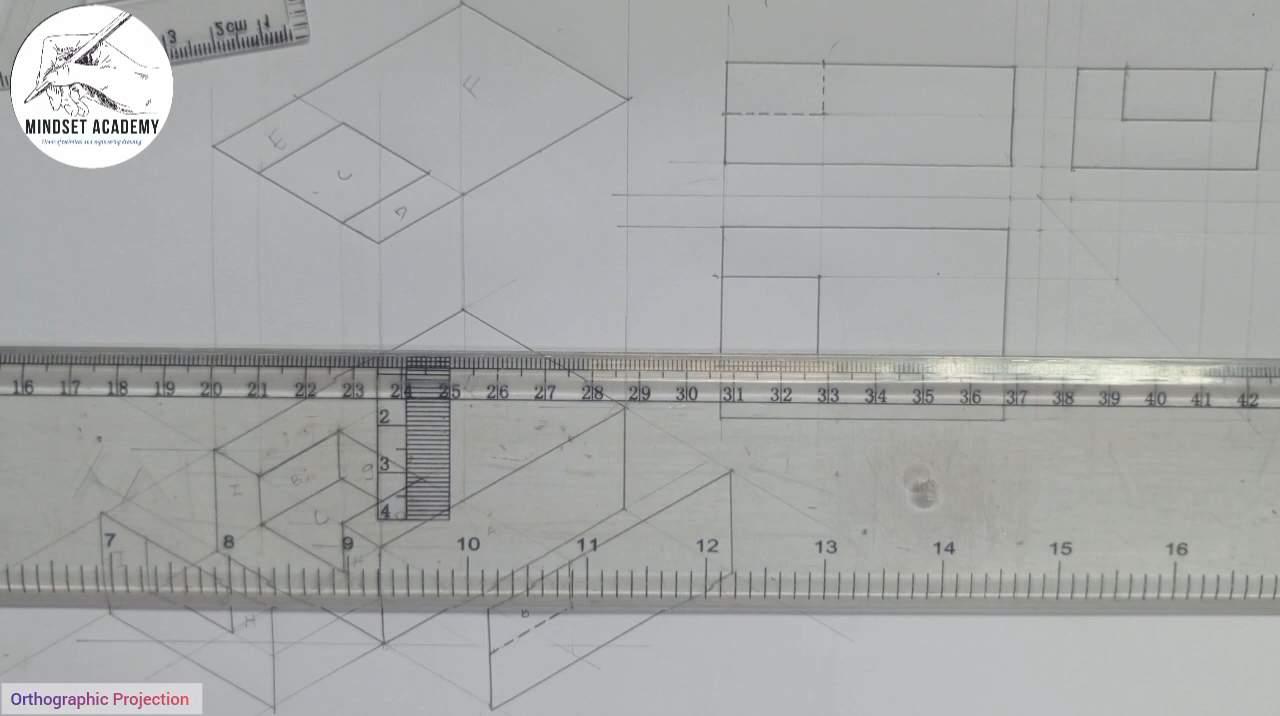 3 2cm 1
MINDSET ACADEMY
F
E
C
D
16 17 18 19 20 21 22 23 24 25 26 27 28 29 30 31 32 33 34 35 36 37 38 39 40 41 42
2
3
4
I
B
C
7 8 9 10 11 12 13 14 15 16
H
B
Orthographic Projection